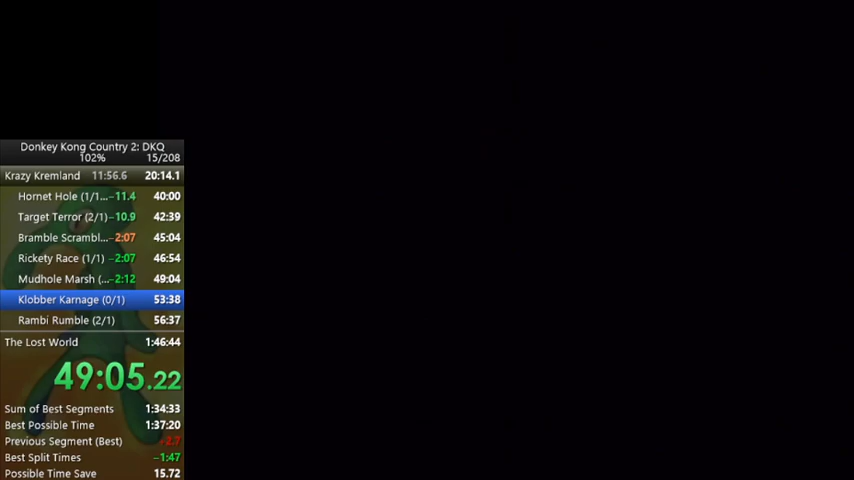 Donkey Kong Country 2: DKQ
102% 15/208
Krazy Kremland 11:56.6 20:14.1
Hornet Hole (1/1... -11.4 40:00
Target Terror (2/1) -10.9 42:39
Bramble Scrambl... -2:07 45:04
Rickety Race (1/1) -2:07 46:54
Mudhole Marsh (... -2:12 49:04
Klobber Karnage (0/1) 53:38
Rambi Rumble (2/1) 56:37
The Lost World 1:46:44
49:05.22
Sum of Best Segments 1:34:33
Best Possible Time 1:37:20
Previous Segment (Best) +2.7
Best Split Times -1:47
Possible Time Save 15.72